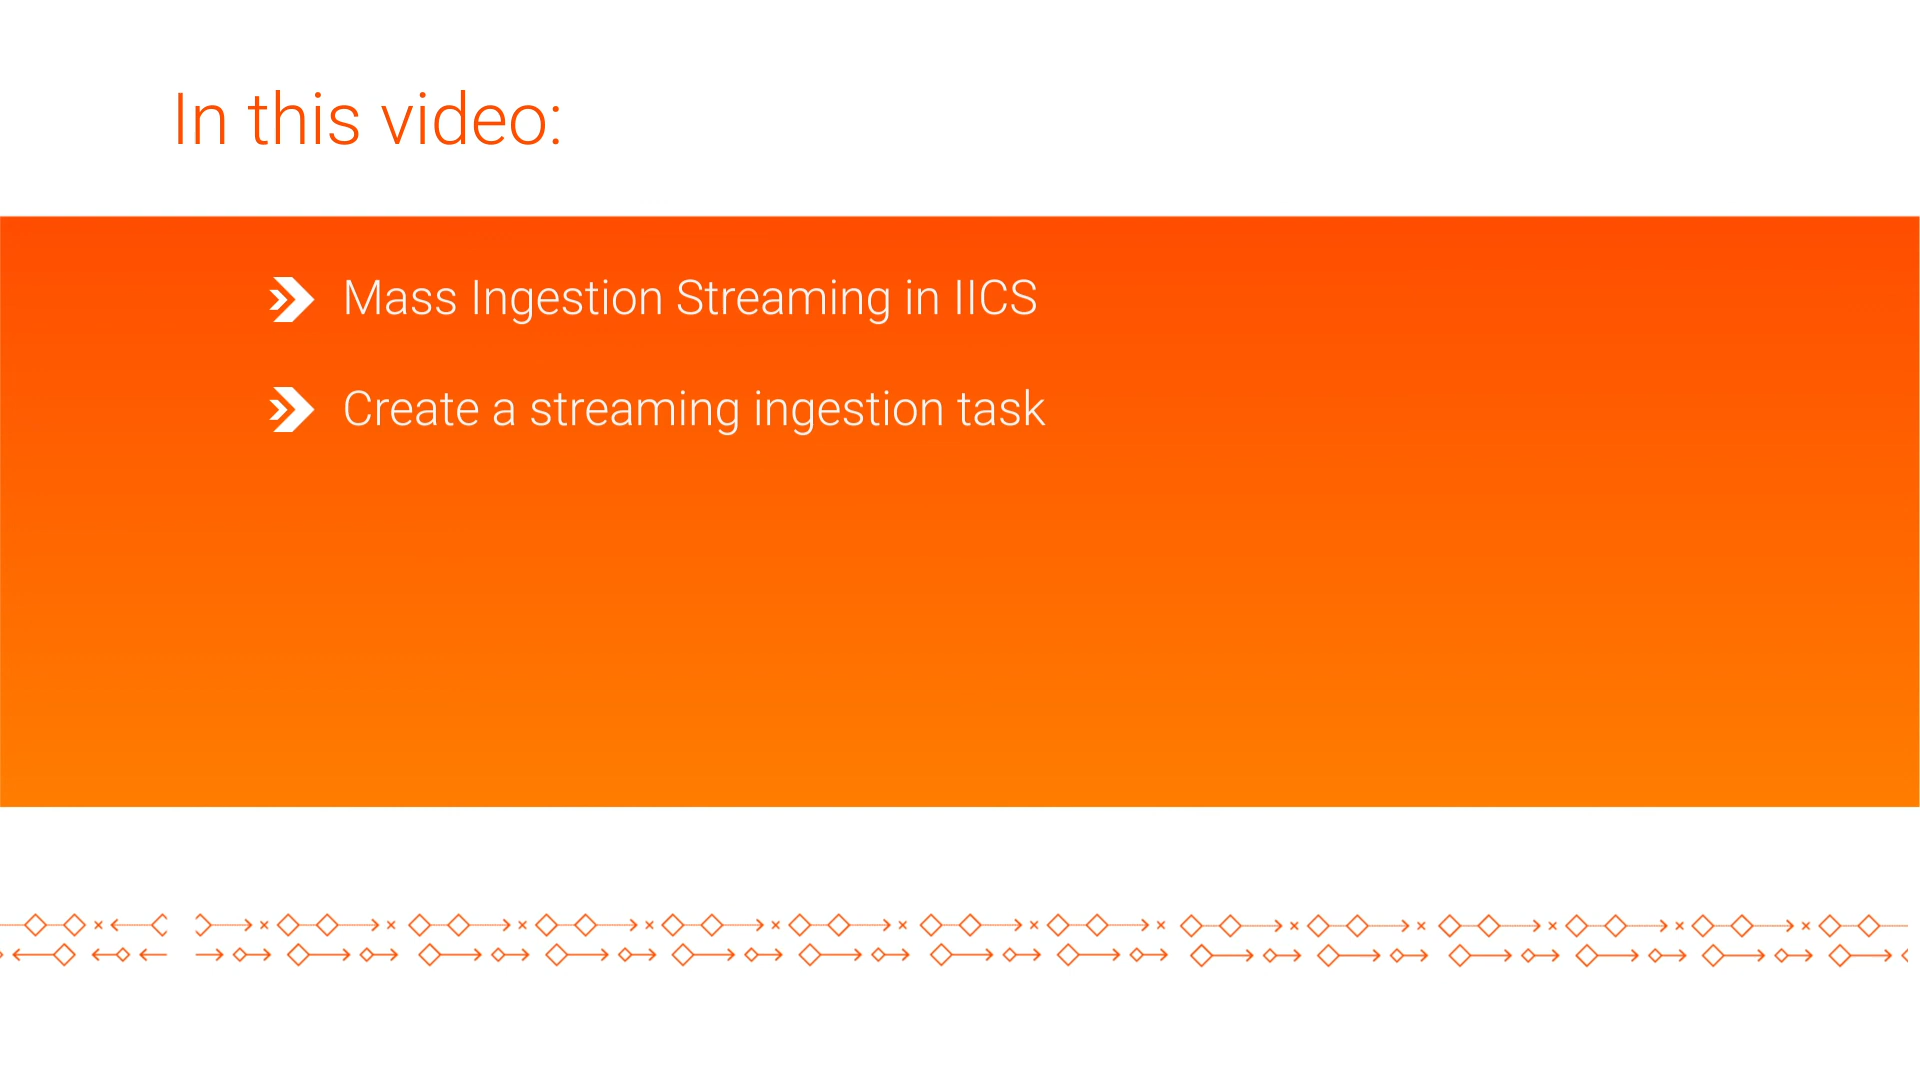 In this video:
Mass Ingestion Streaming in IICS
Create a streaming ingestion task